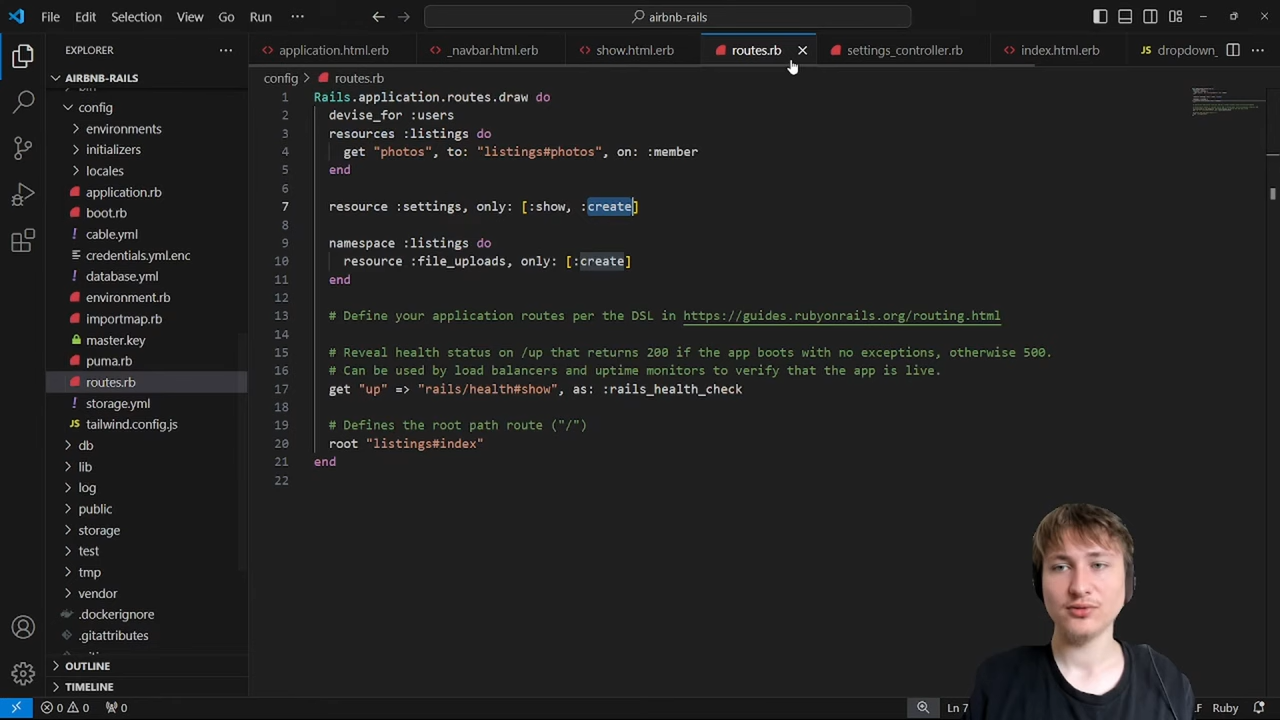 File Edit Selection View Go Run ··· airbnb-rails
EXPLORER
application.html.erb _navbar.html.erb show.html.erb routes.rb settings_controller.rb index.html.erb dropdown_
AIRBNB-RAILS
config > routes.rb
config
environments
initializers
locales
application.rb
boot.rb
cable.yml
credentials.yml.enc
database.yml
environment.rb
importmap.rb
master.key
puma.rb
routes.rb
storage.yml
tailwind.config.js
db
lib
log
public
storage
test
tmp
vendor
.dockerignore
.gitattributes
OUTLINE
TIMELINE
1 Rails.application.routes.draw do
2 devise_for :users
3 resources :listings do
4 get "photos", to: "listings#photos", on: :member
5 end
6
7 resource :settings, only: [:show, :create]
8
9 namespace :listings do
10 resource :file_uploads, only: [:create]
11 end
12
13 # Define your application routes per the DSL in https://guides.rubyonrails.org/routing.html
14
15 # Reveal health status on /up that returns 200 if the app boots with no exceptions, otherwise 500.
16 # Can be used by load balancers and uptime monitors to verify that the app is live.
17 get "up" => "rails/health#show", as: :rails_health_check
18
19 # Defines the root path route ("/")
20 root "listings#index"
21 end
22
0 0 0 Ln 7 LF Ruby